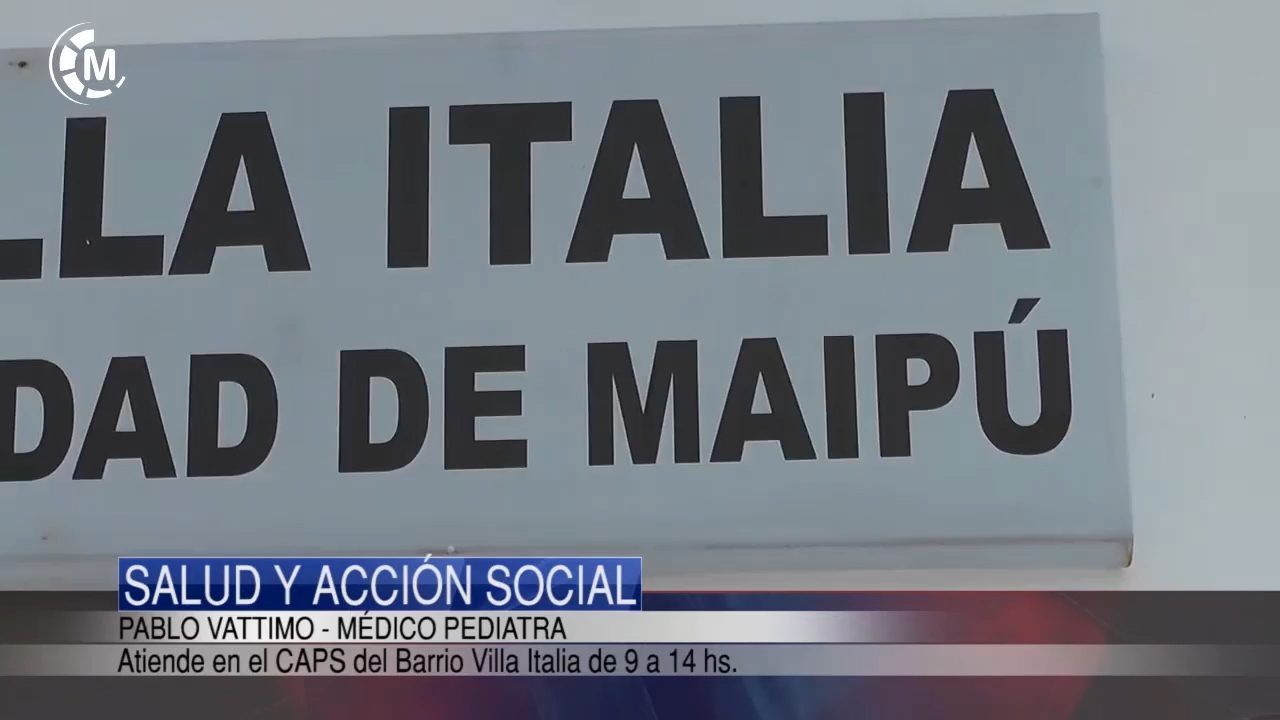 M
LLA ITALIA
DAD DE MAIPÚ
SALUD Y ACCIÓN SOCIAL
PABLO VATTIMO - MÉDICO PEDIATRA
Atiende en el CAPS del Barrio Villa Italia de 9 a 14 hs.